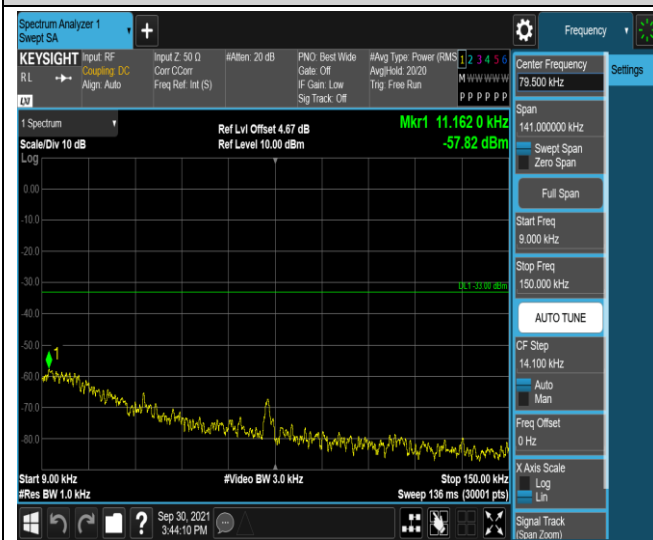 Spectrum Analyzer 1
Swept SA
Frequency
KEYSIGHT
RL
LXI
Input: RF
Coupling: DC
Align: Auto
Input Z: 50 Ω
Corr CCorr
Freq Ref: Int (S)
#Atten: 20 dB
PNO: Best Wide
Gate: Off
IF Gain: Low
Sig Track: Off
#Avg Type: Power (RMS
Avg|Hold: 20/20
Trig: Free Run
1 2 3 4 5 6
M W W W W W
P P P P P P
Center Frequency
79.500 kHz
Settings
Span
141.000000 kHz
Swept Span
Zero Span
Full Span
Start Freq
9.000 kHz
Stop Freq
150.000 kHz
AUTO TUNE
CF Step
14.100 kHz
Auto
Man
Freq Offset
0 Hz
X Axis Scale
Log
Lin
Signal Track
(Span Zoom)
1 Spectrum
Scale/Div 10 dB
Log
Ref Lvl Offset 4.67 dB
Ref Level 10.00 dBm
Mkr1 11.162 0 kHz
-57.82 dBm
0.00
-10.0
-20.0
-30.0
DL1 -33.00 dBm
-40.0
-50.0
1
-60.0
-70.0
-80.0
Start 9.00 kHz
#Res BW 1.0 kHz
#Video BW 3.0 kHz
Stop 150.00 kHz
Sweep 136 ms (30001 pts)
?
Sep 30, 2021
3:44:10 PM